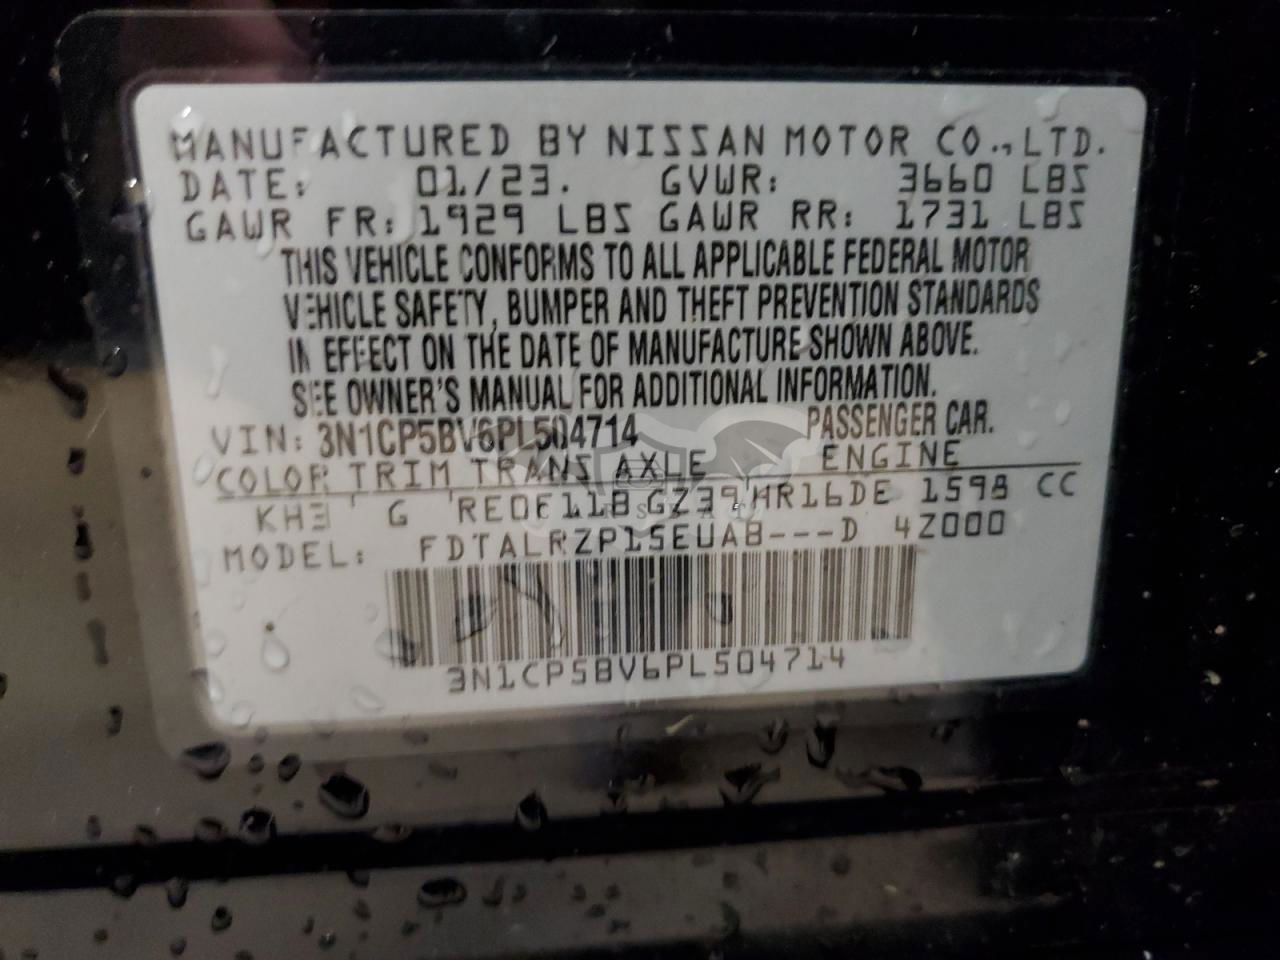 MANUFACTURED BY NISSAN MOTOR CO., LTD.
DATE: 01/23. GVWR: 3660 LBS
GAWR FR: 1929 LBS GAWR RR: 1731 LBS
THIS VEHICLE CONFORMS TO ALL APPLICABLE FEDERAL MOTOR
VEHICLE SAFETY, BUMPER AND THEFT PREVENTION STANDARDS
IN EFFECT ON THE DATE OF MANUFACTURE SHOWN ABOVE.
SEE OWNER'S MANUAL FOR ADDITIONAL INFORMATION.
VIN: 3N1CP5BV6PL504714 PASSENGER CAR.
COLOR TRIM TRANS AXLE ENGINE
KH3 G RE0F11B GZ39 HR16DE 1598 CC
MODEL: FDTALRZP15EUAB---D 4Z000
3N1CP5BV6PL504714